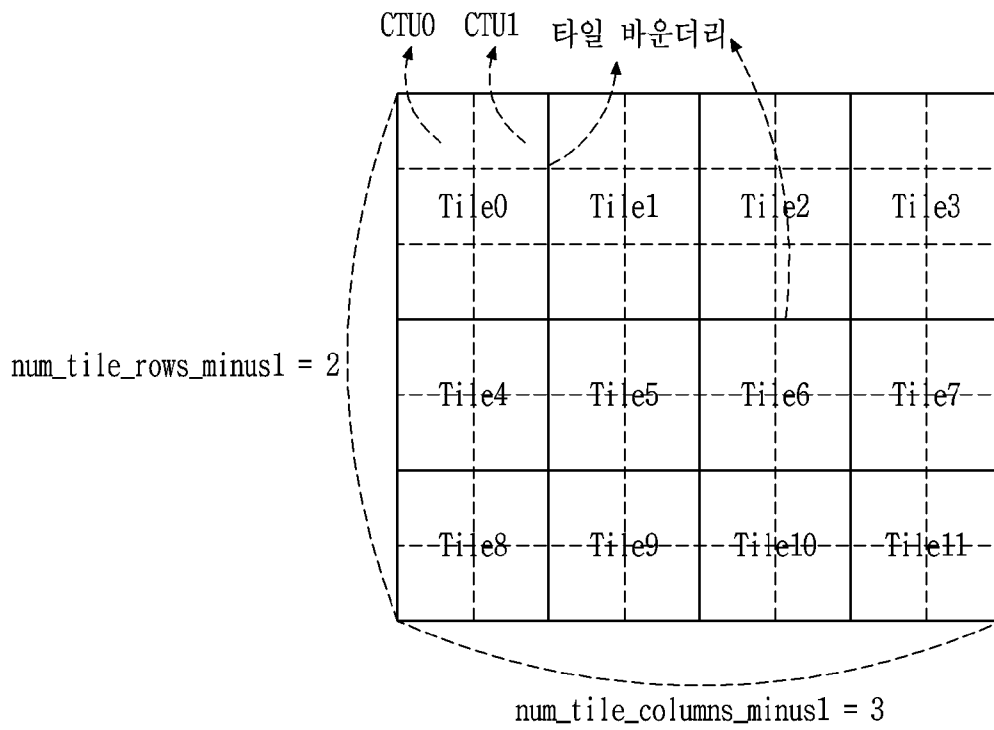 CTU0 CTU1 타일 바운더리
Tile0 Tile1 Tile2 Tile3
num_tile_rows_minus1 = 2
Tile4 Tile5 Tile6 Tile7
Tile8 Tile9 Tile10 Tile11
num_tile_columns_minus1 = 3